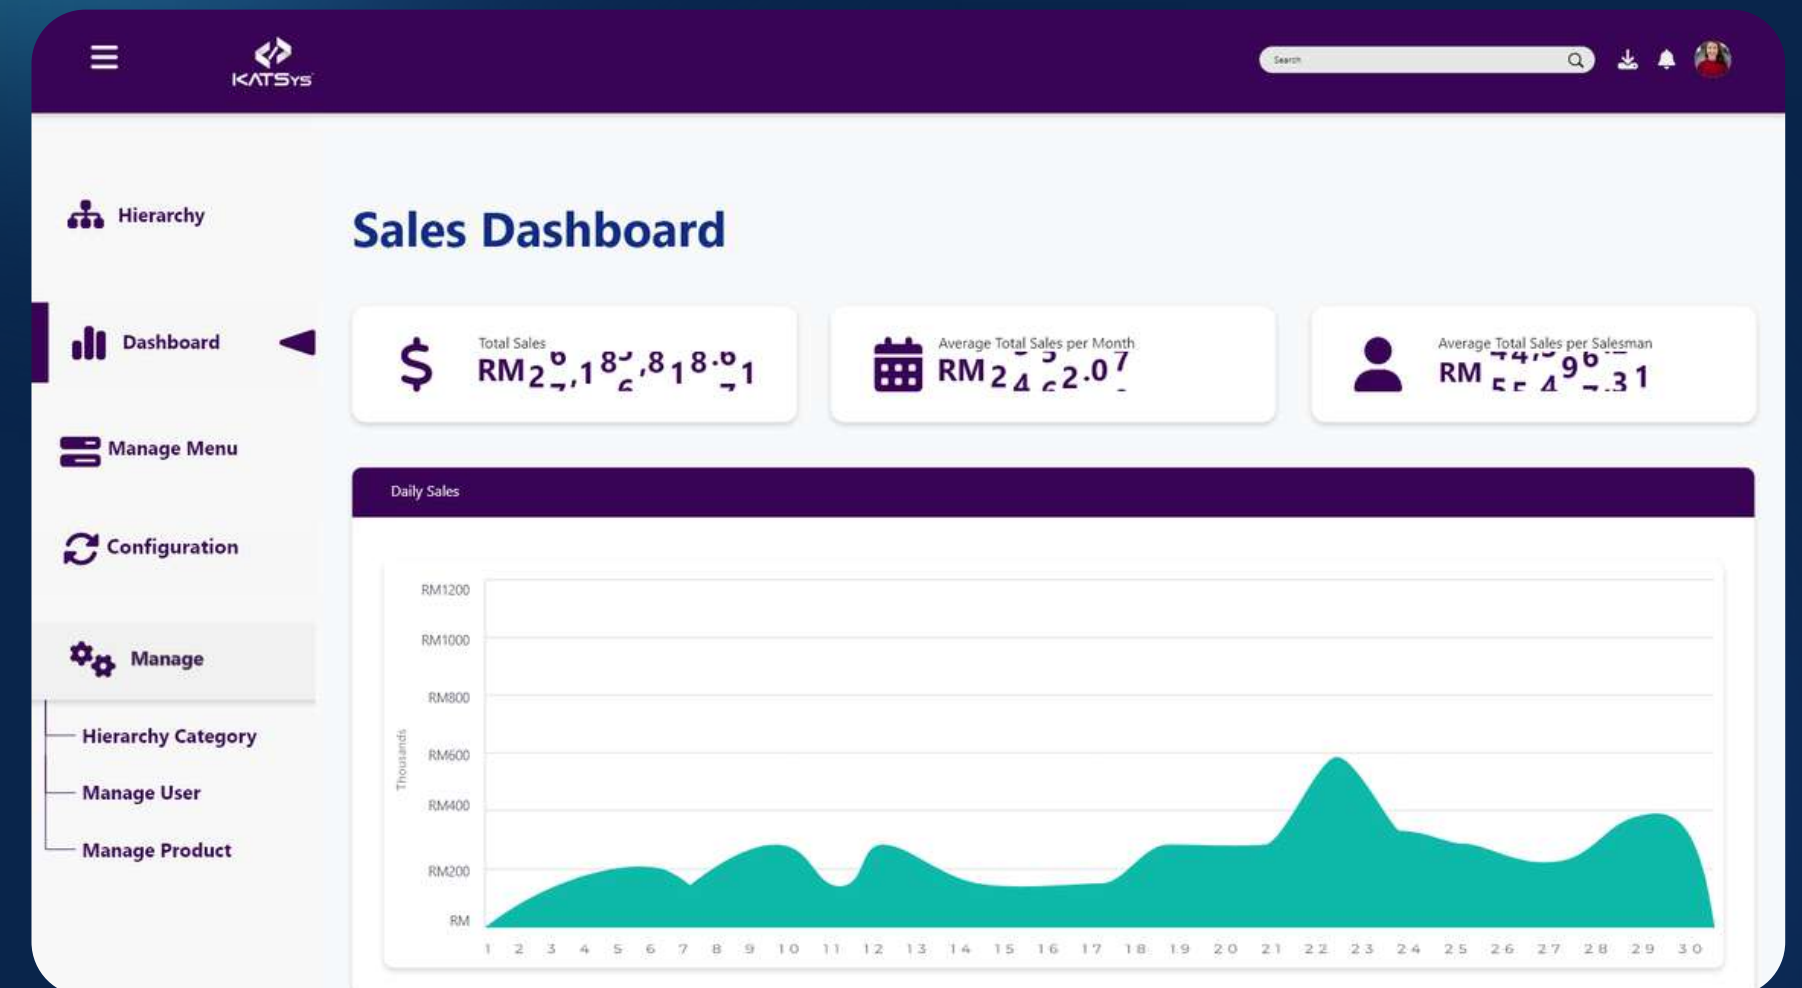 KATSYS
Search
Hierarchy
Dashboard
Manage Menu
Configuration
Manage
Hierarchy Category
Manage User
Manage Product
Sales Dashboard
Total Sales
RM
Average Total Sales per Month
RM
Average Total Sales per Salesman
RM
Daily Sales
RM1200
RM1000
RM800
RM600
RM400
RM200
RM
Thousands
1 2 3 4 5 6 7 8 9 10 11 12 13 14 15 16 17 18 19 20 21 22 23 24 25 26 27 28 29 30